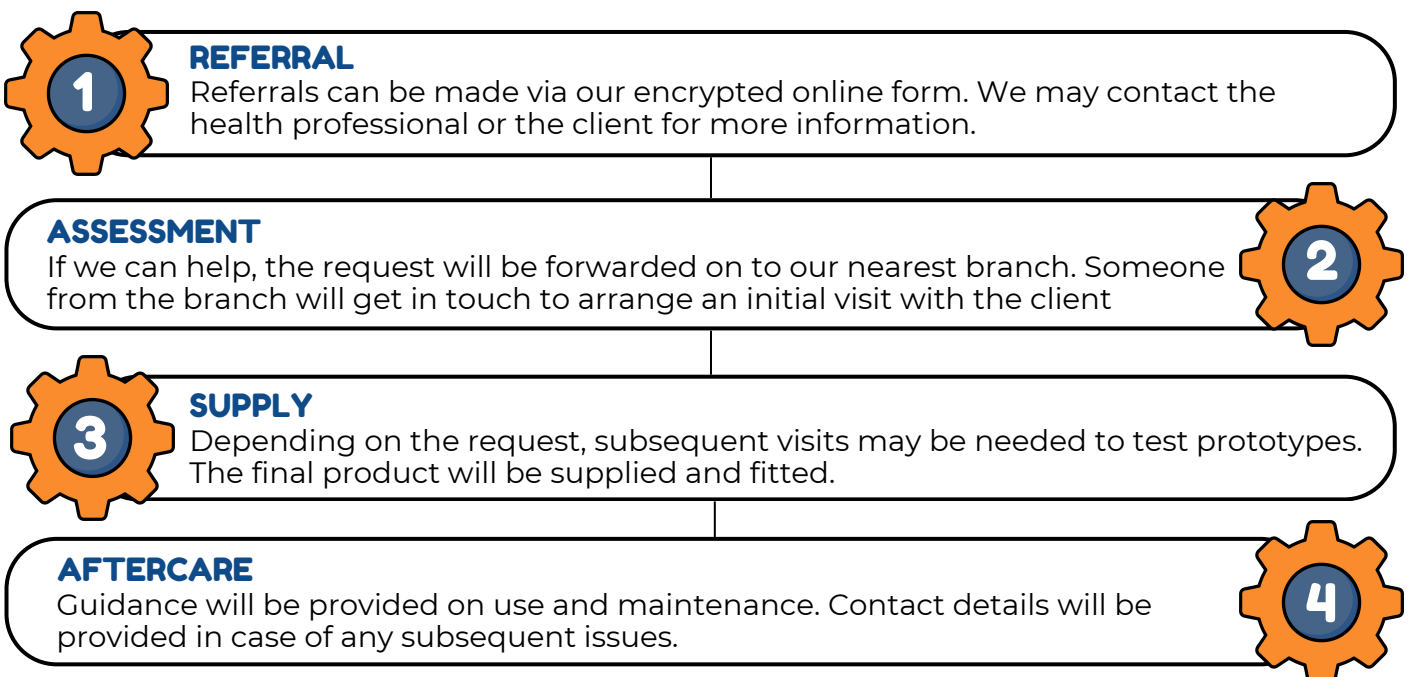 1
REFERRAL
Referrals can be made via our encrypted online form. We may contact the
health professional or the client for more information.
ASSESSMENT
If we can help, the request will be forwarded on to our nearest branch. Someone
from the branch will get in touch to arrange an initial visit with the client
2
3
SUPPLY
Depending on the request, subsequent visits may be needed to test prototypes.
The final product will be supplied and fitted.
AFTERCARE
Guidance will be provided on use and maintenance. Contact details will be
provided in case of any subsequent issues.
4